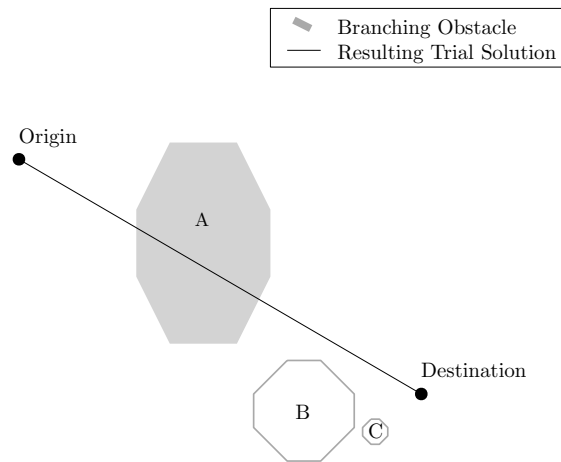 Branching Obstacle
Resulting Trial Solution
Origin
A
Destination
B
C